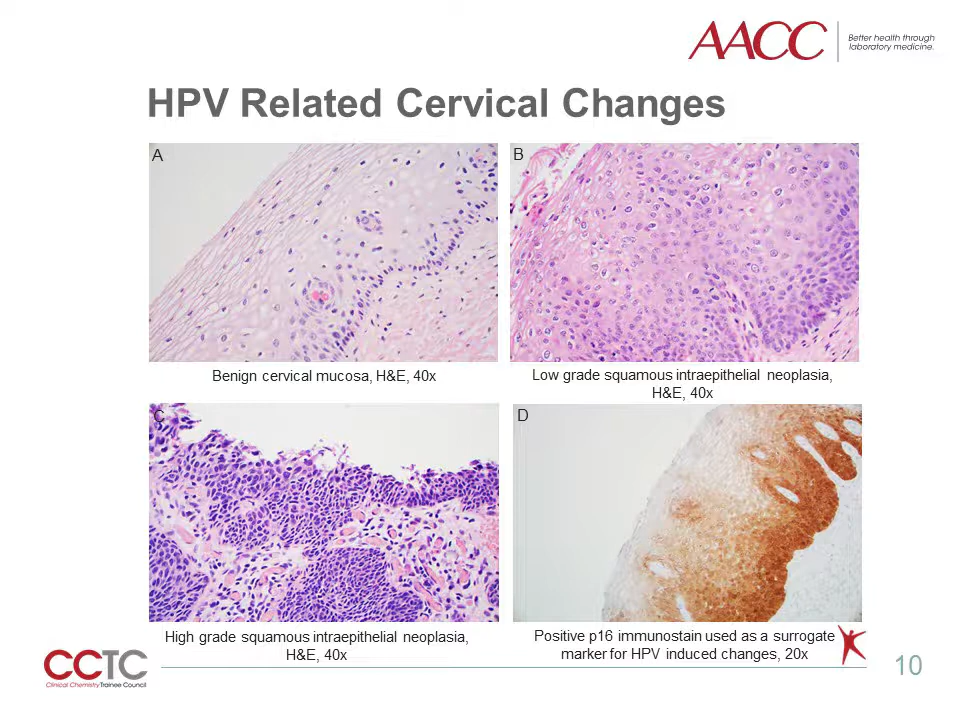 AACC
Better health through
laboratory medicine.
HPV Related Cervical Changes
A
B
Benign cervical mucosa, H&E, 40x
Low grade squamous intraepithelial neoplasia,
H&E, 40x
C
D
High grade squamous intraepithelial neoplasia,
H&E, 40x
Positive p16 immunostain used as a surrogate
marker for HPV induced changes, 20x
CCTC
Clinical Chemistry Trainee Council
10